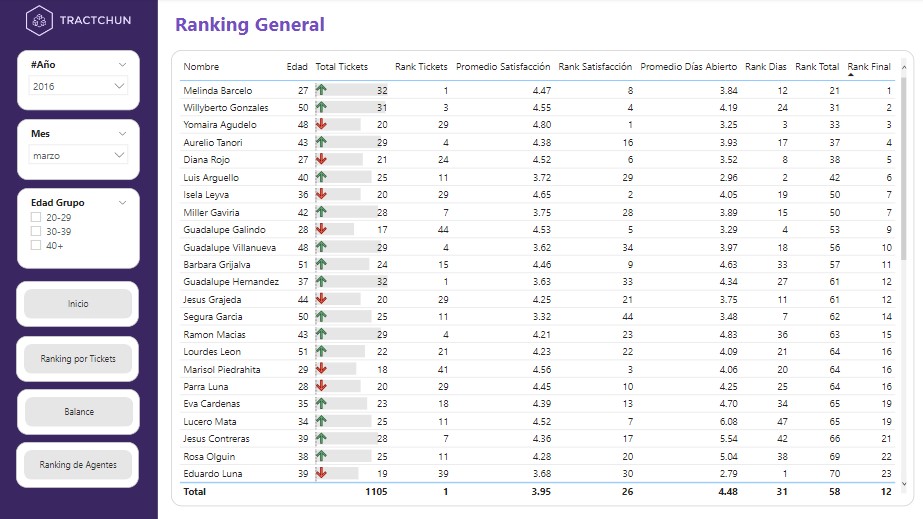 TRACTCHUN
Ranking General
#Año
2016
Mes
marzo
Edad Grupo
20-29
30-39
40+
Inicio
Ranking por Tickets
Balance
Ranking de Agentes
Nombre Edad Total Tickets Rank Tickets Promedio Satisfacción Rank Satisfacción Promedio Días Abierto Rank Dias Rank Total Rank Final
Melinda Barcelo 27 32 1 4.47 8 3.84 12 21 1
Willyberto Gonzales 50 31 3 4.55 4 4.19 24 31 2
Yomaira Agudelo 48 20 29 4.80 1 3.25 3 33 3
Aurelio Tanori 43 29 4 4.38 16 3.93 17 37 4
Diana Rojo 27 21 24 4.52 6 3.52 8 38 5
Luis Arguello 40 25 11 3.72 29 2.96 2 42 6
Isela Leyva 36 20 29 4.65 2 4.05 19 50 7
Miller Gaviria 42 28 7 3.75 28 3.89 15 50 7
Guadalupe Galindo 28 17 44 4.53 5 3.29 4 53 9
Guadalupe Villanueva 48 29 4 3.62 34 3.97 18 56 10
Barbara Grijalva 51 24 15 4.46 9 4.63 33 57 11
Guadalupe Hernandez 37 32 1 3.63 33 4.34 27 61 12
Jesus Grajeda 44 20 29 4.25 21 3.75 11 61 12
Segura Garcia 50 25 11 3.32 44 3.48 7 62 14
Ramon Macias 43 29 4 4.21 23 4.83 36 63 15
Lourdes Leon 51 22 21 4.23 22 4.09 21 64 16
Marisol Piedrahita 29 18 41 4.56 3 4.06 20 64 16
Parra Luna 28 20 29 4.45 10 4.25 25 64 16
Eva Cardenas 35 23 18 4.39 13 4.70 34 65 19
Lucero Mata 34 25 11 4.52 7 6.08 47 65 19
Jesus Contreras 39 28 7 4.36 17 5.54 42 66 21
Rosa Olguin 38 25 11 4.28 20 5.04 38 69 22
Eduardo Luna 39 19 39 3.68 30 2.79 1 70 23
Total 1105 1 3.95 26 4.48 31 58 12